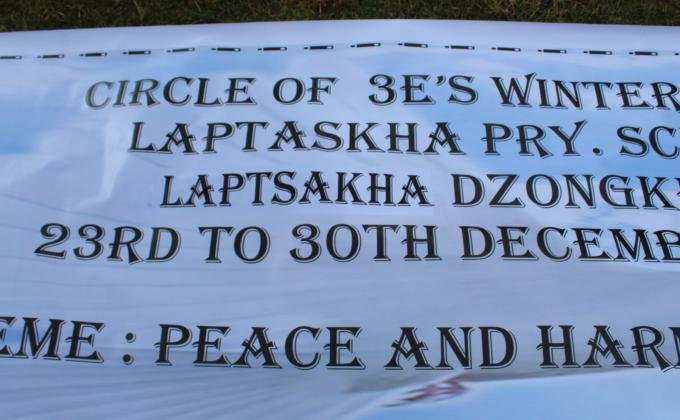 CIRCLE OF 3E'S WINTER
LAPTASKHA PRY. SC
LAPTSAKHA DZONGK
23RD TO 30TH DECEMB
EME : PEACE AND HAR